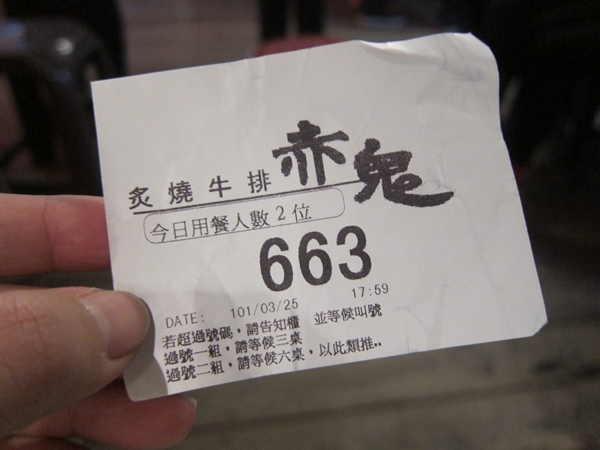 炙燒牛排赤鬼
今日用餐人數2位
663
DATE: 101/03/25 17:59
若超過號碼，請告知櫃 並等候叫號
過號一組，請等候三桌
過號二組，請等候六桌，以此類推..